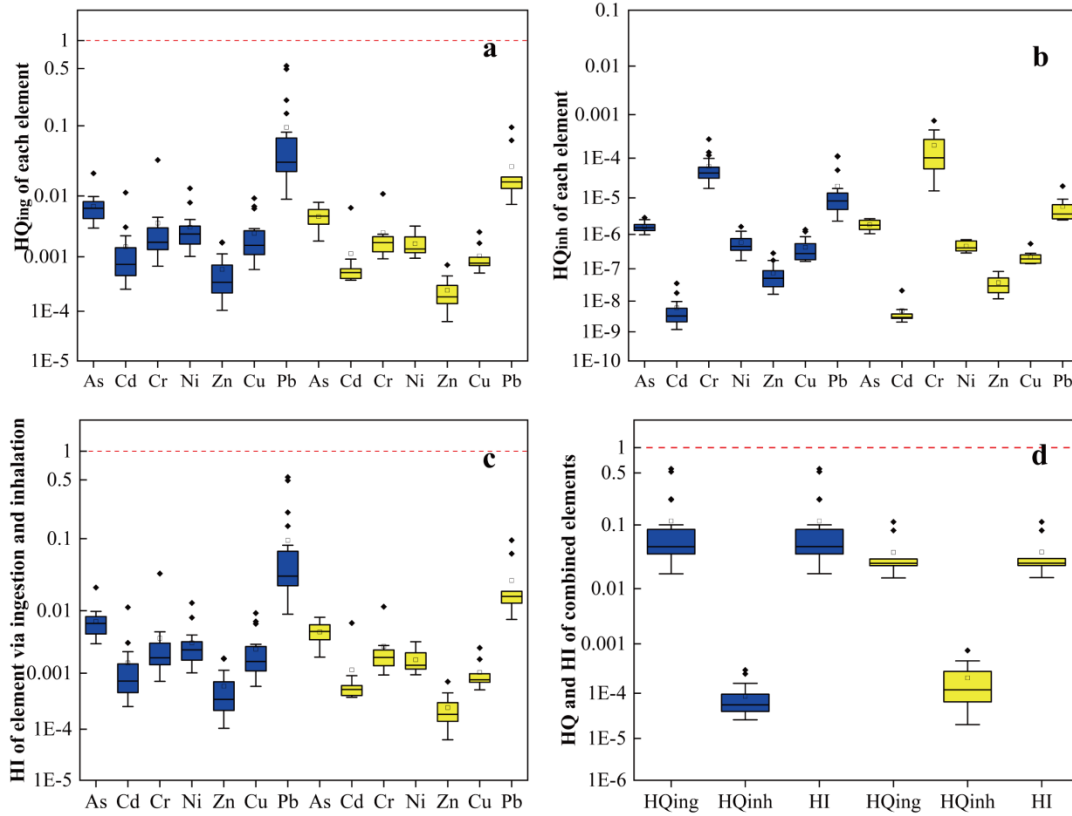 a
HQing of each element
1
0.5
0.1
0.01
0.001
1E-4
1E-5
As Cd Cr Ni Zn Cu Pb As Cd Cr Ni Zn Cu Pb
b
HQinh of each element
0.1
0.01
0.001
1E-4
1E-5
1E-6
1E-7
1E-8
1E-9
1E-10
As Cd Cr Ni Zn Cu Pb As Cd Cr Ni Zn Cu Pb
c
HI of element via ingestion and inhalation
1
0.5
0.1
0.01
0.001
1E-4
1E-5
As Cd Cr Ni Zn Cu Pb As Cd Cr Ni Zn Cu Pb
d
HQ and HI of combined elements
1
0.5
0.1
0.01
0.001
1E-4
1E-5
1E-6
HQing HQinh HI HQing HQinh HI